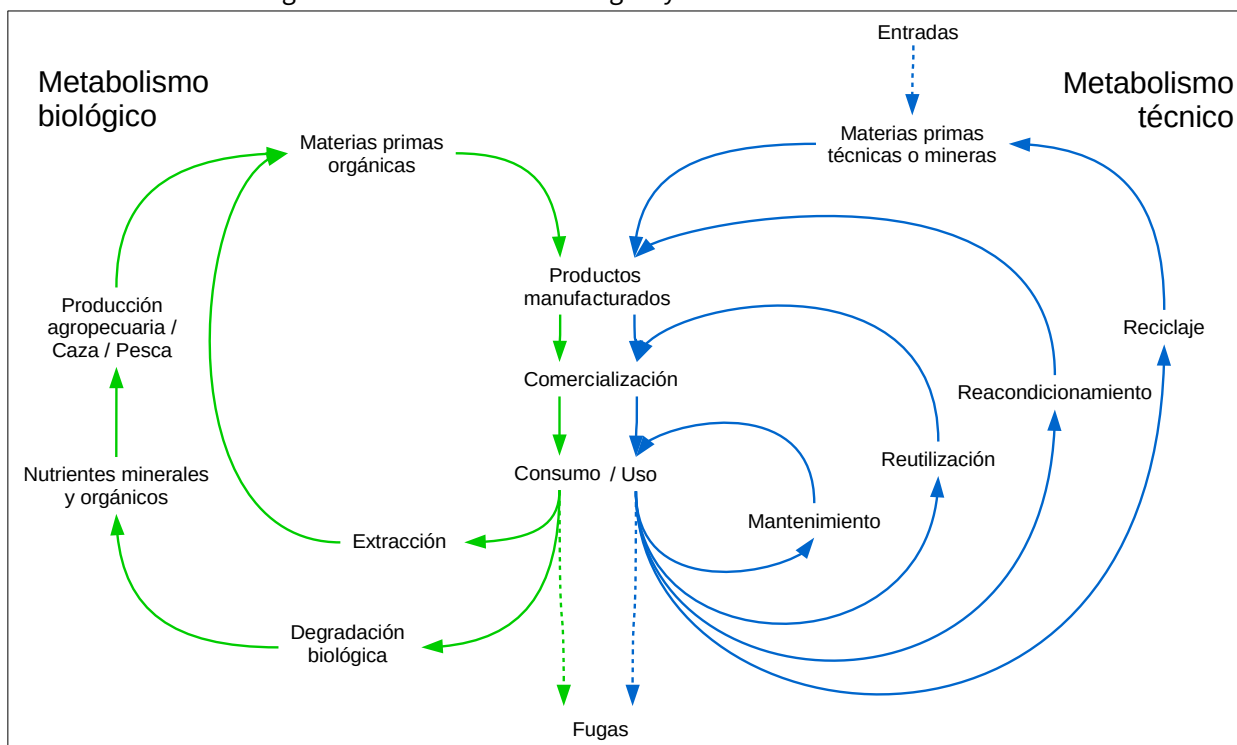 Entradas
Metabolismo
biológico
Metabolismo
técnico
Materias primas
orgánicas
Materias primas
técnicas o mineras
Productos
manufacturados
Producción
agropecuaria /
Caza / Pesca
Reciclaje
Comercialización
Reacondicionamiento
Nutrientes minerales
y orgánicos
Consumo / Uso
Reutilización
Mantenimiento
Extracción
Degradación
biológica
Fugas